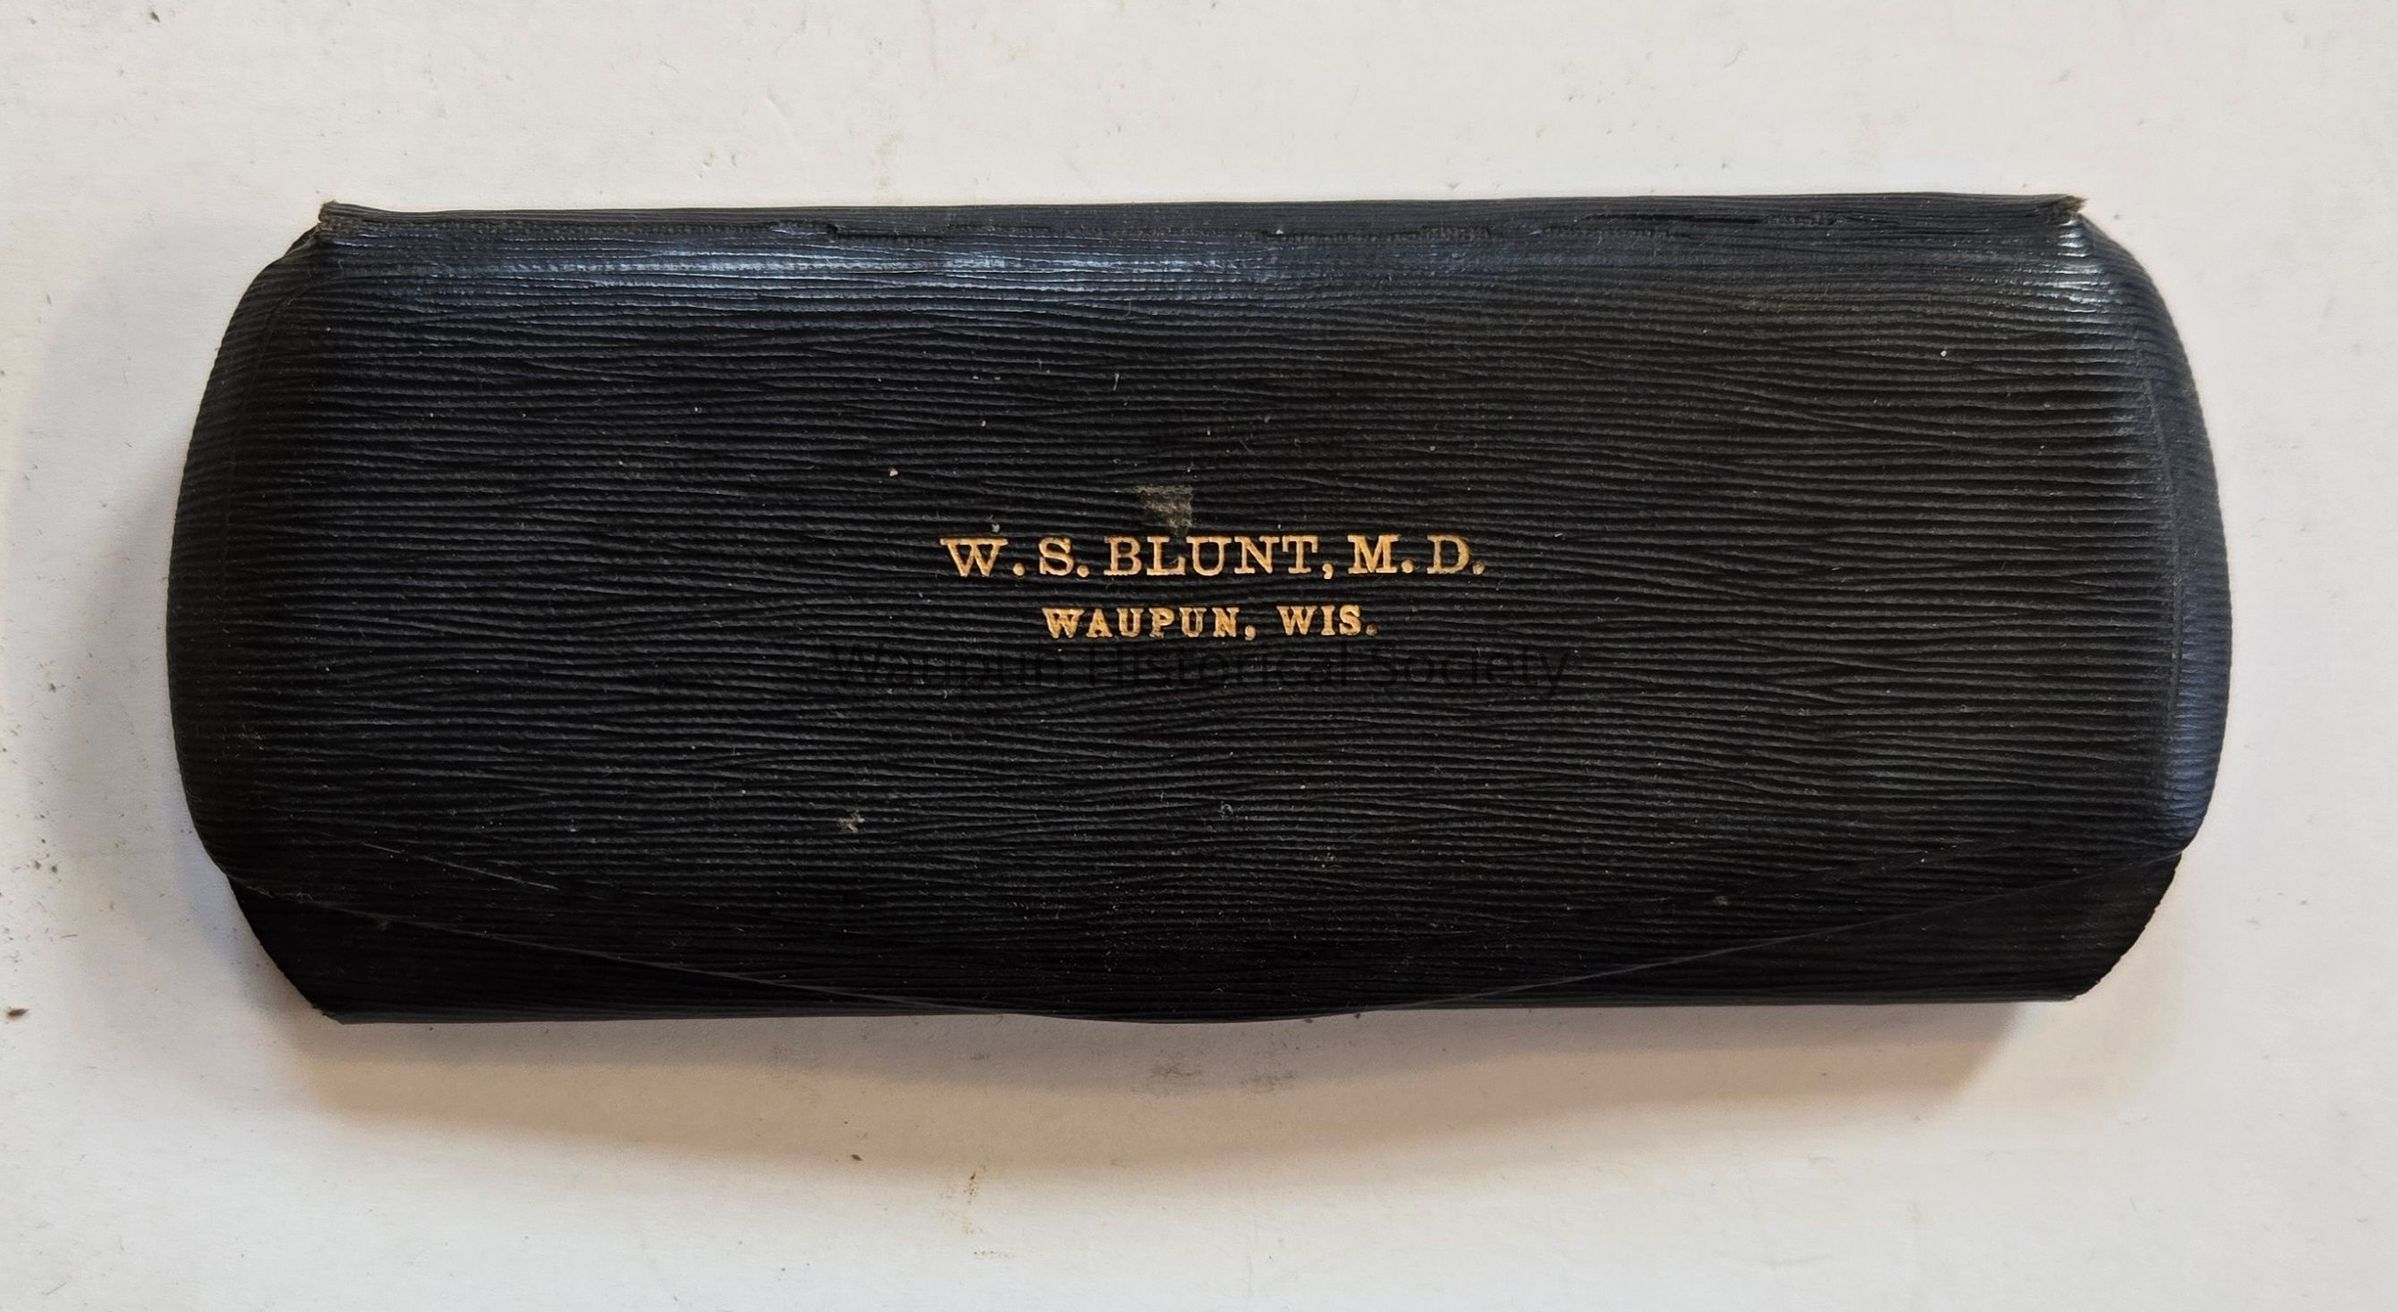 W. S. BLUNT, M. D.
WAUPUN, WIS.
Waupun Historical Society